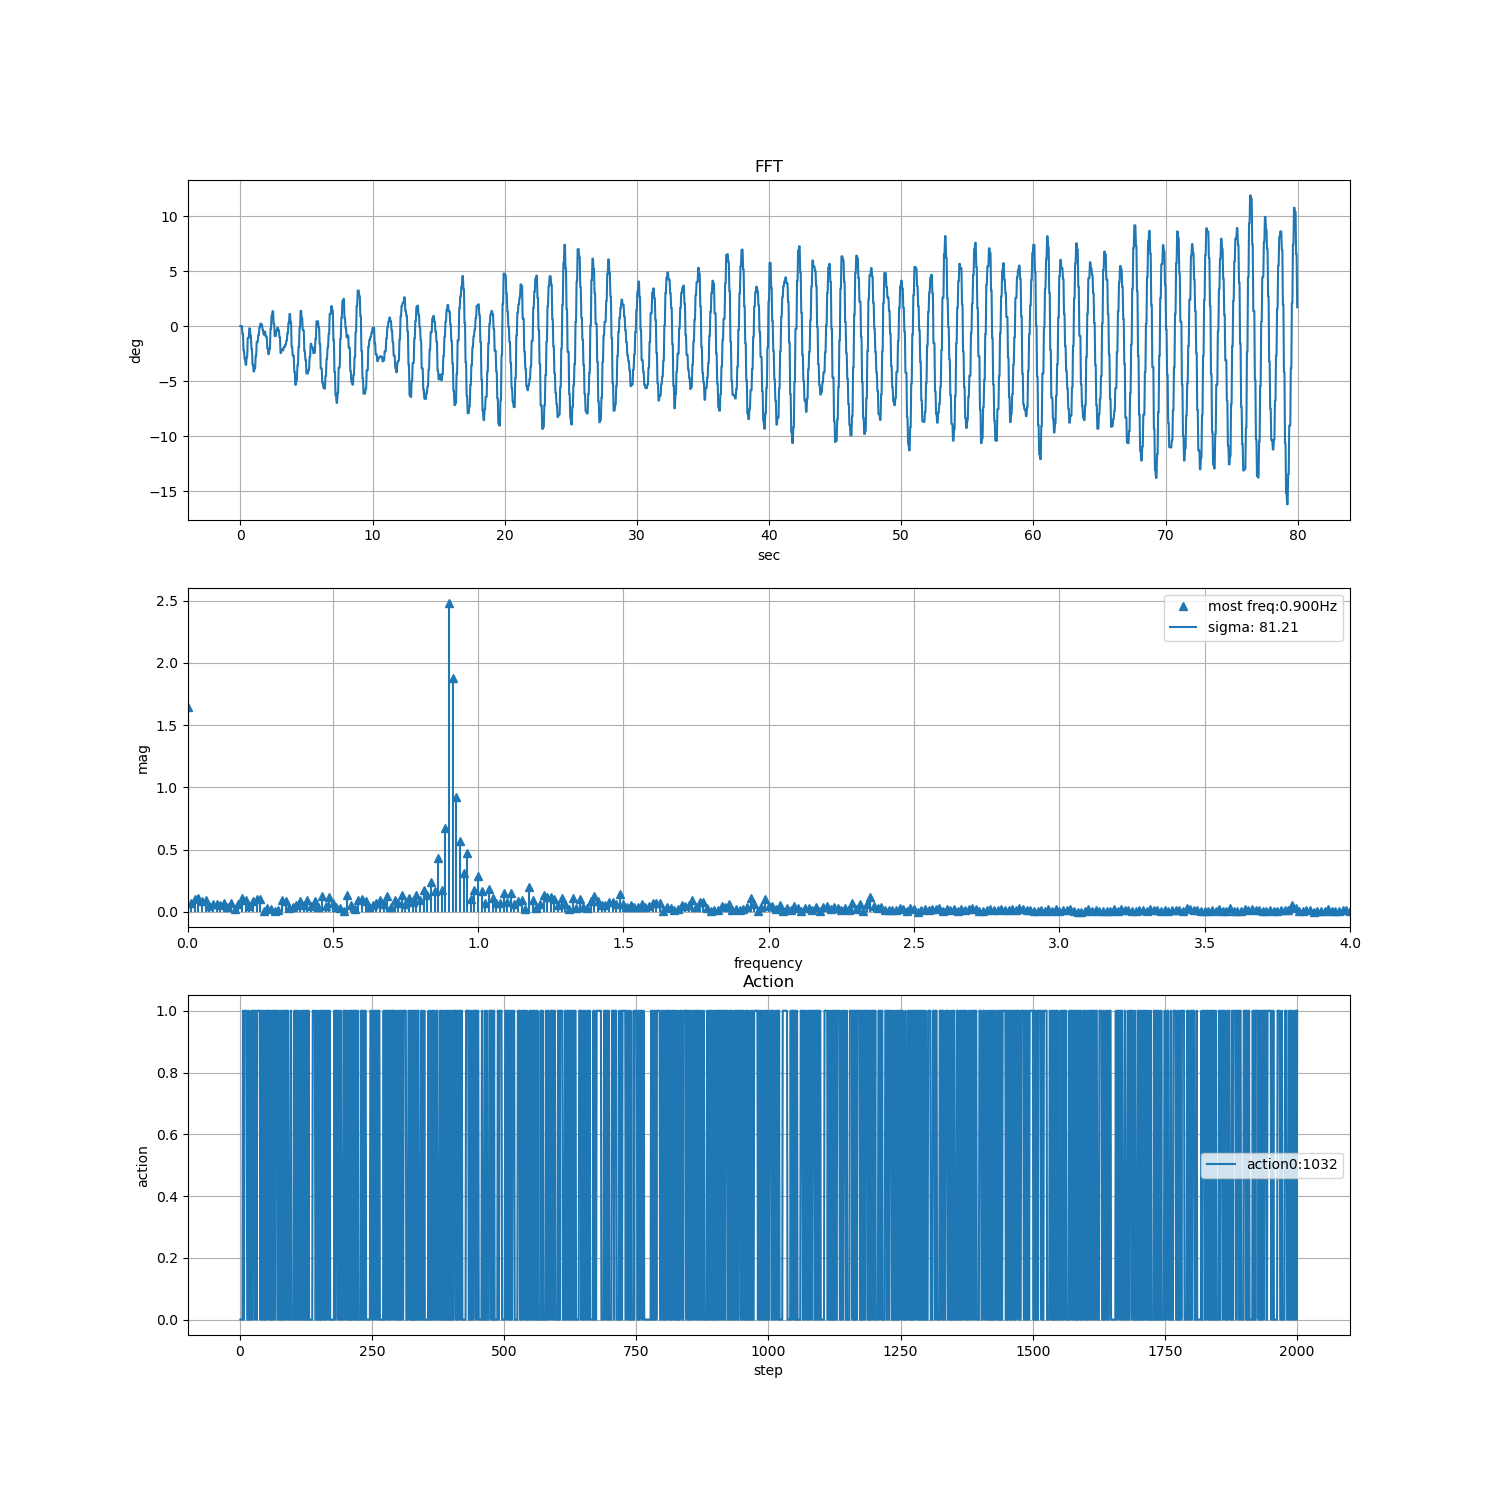 FFT
10
5
0
−5
−10
−15
deg
0 10 20 30 40 50 60 70 80
sec
2.5
2.0
1.5
1.0
0.5
0.0
mag
most freq:0.900Hz
sigma: 81.21
0.0 0.5 1.0 1.5 2.0 2.5 3.0 3.5 4.0
frequency
Action
1.0
0.8
0.6
0.4
0.2
0.0
action
action0:1032
0 250 500 750 1000 1250 1500 1750 2000
step